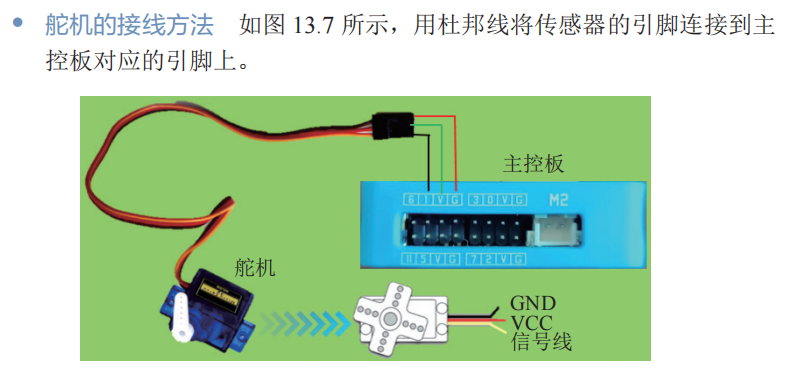 • 舵机的接线方法 如图 13.7 所示，用杜邦线将传感器的引脚连接到主
控板对应的引脚上。
主控板
6 1 V G 3 0 V G M2
11 5 V G 7 2 V G
舵机
GND
VCC
信号线